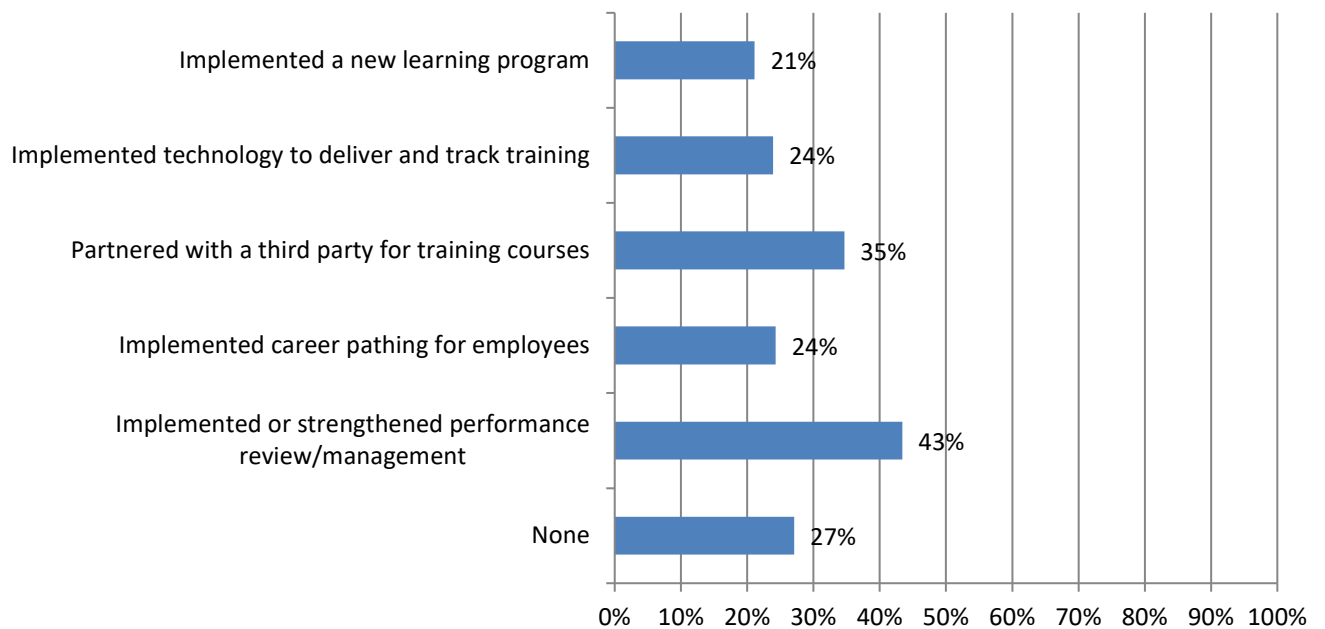 Implemented a new learning program
21%
Implemented technology to deliver and track training
24%
Partnered with a third party for training courses
35%
Implemented career pathing for employees
24%
Implemented or strengthened performance
review/management
43%
None
27%
0% 10% 20% 30% 40% 50% 60% 70% 80% 90% 100%